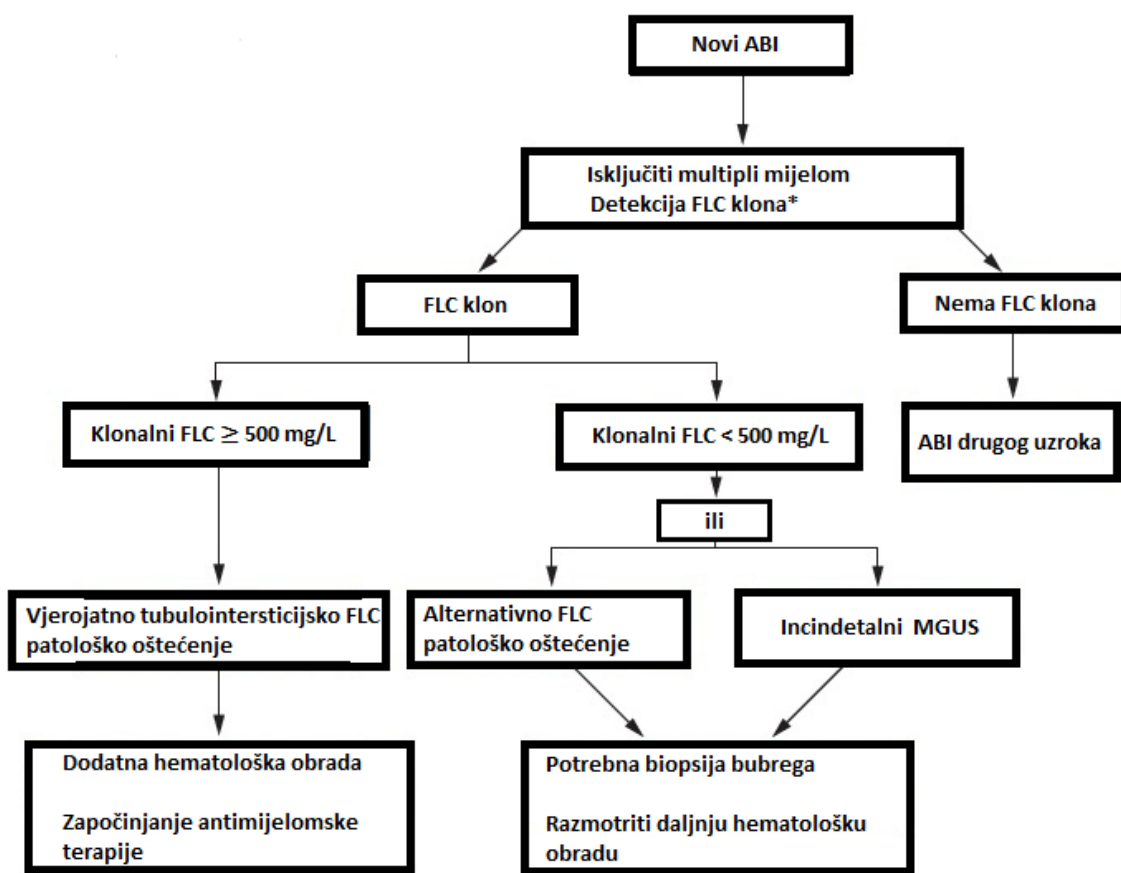 Novi ABI
Isključiti multipli mijelom
Detekcija FLC klona*
FLC klon
Nema FLC klona
Klonalni FLC ≥ 500 mg/L
Klonalni FLC < 500 mg/L
ABI drugog uzroka
ili
Vjerojatno tubulointersticijsko FLC
patološko oštećenje
Alternativno FLC
patološko oštećenje
Incindetalni MGUS
Dodatna hematološka obrada
Započinjanje antimijelomske
terapije
Potrebna biopsija bubrega
Razmotriti daljnju hematološku
obradu